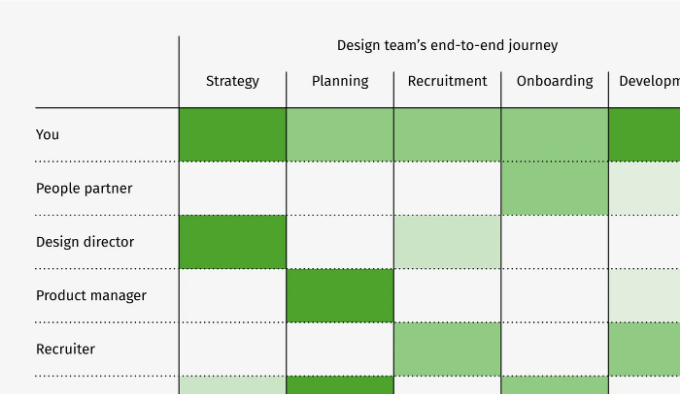 Design team’s end-to-end journey
Strategy Planning Recruitment Onboarding Developm
You
People partner
Design director
Product manager
Recruiter